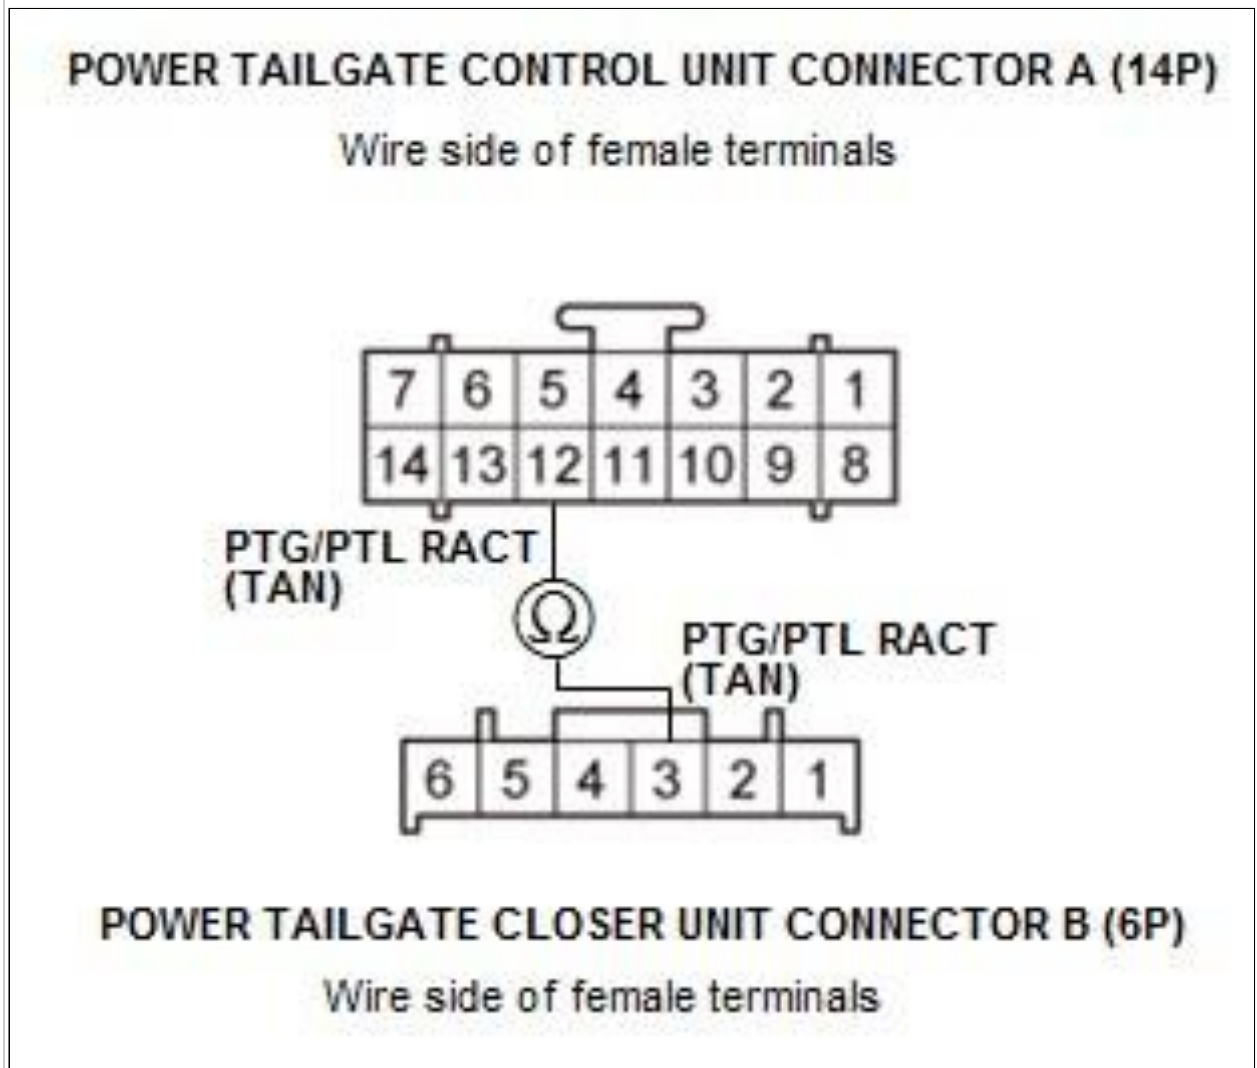 POWER TAILGATE CONTROL UNIT CONNECTOR A (14P)
Wire side of female terminals
7 6 5 4 3 2 1
14 13 12 11 10 9 8
PTG/PTL RACT
(TAN)
Ω
PTG/PTL RACT
(TAN)
6 5 4 3 2 1
POWER TAILGATE CLOSER UNIT CONNECTOR B (6P)
Wire side of female terminals